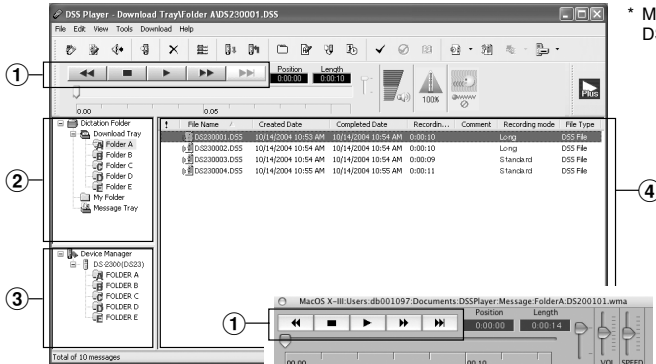 DSS Player - Download Tray\Folder A\DS230001.DSS
* M
DS
File Edit View Tools Download Help
Position Length
0:00:00 0:00:10
1
100%
Plus
0.00 0.05
Dictation Folder
Download Tray
Folder A
Folder B
Folder C
Folder D
Folder E
My Folder
Message Tray
2
! File Name Created Date Completed Date Recordin... Comment Recording mode File Type
DS230001.DSS 10/14/2004 10:53 AM 10/14/2004 10:54 AM 0:00:10 Long DSS File
DS230002.DSS 10/14/2004 10:54 AM 10/14/2004 10:54 AM 0:00:10 Long DSS File
DS230003.DSS 10/14/2004 10:54 AM 10/14/2004 10:54 AM 0:00:09 Standard DSS File
DS230004.DSS 10/14/2004 10:55 AM 10/14/2004 10:55 AM 0:00:11 Standard DSS File
4
Device Manager
DS-2300(DS23)
FOLDER A
FOLDER B
FOLDER C
FOLDER D
FOLDER E
3
Total of 10 messages
MacOS X-III:Users:db001097:Documents:DSSPlayer:Message:FolderA:DS200101.wma
1
Position Length
0:00:00 0:00:14
00.00 00.10
VOL SPEED